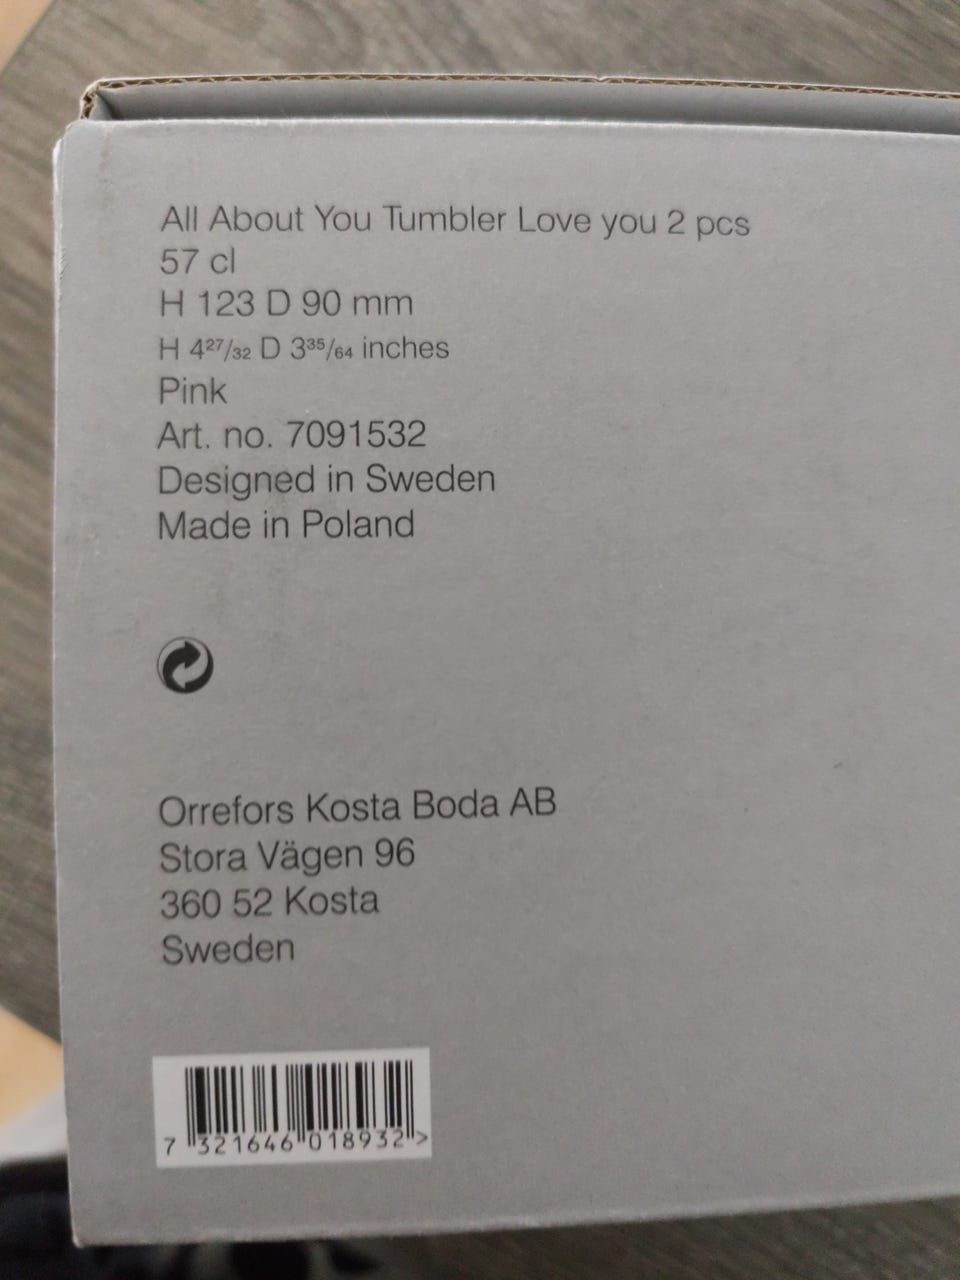 All About You Tumbler Love you 2 pcs
57 cl
H 123 D 90 mm
H 4²⁷/₃₂ D 3³⁵/₆₄ inches
Pink
Art. no. 7091532
Designed in Sweden
Made in Poland
Orrefors Kosta Boda AB
Stora Vägen 96
360 52 Kosta
Sweden
7 321646 018932 >